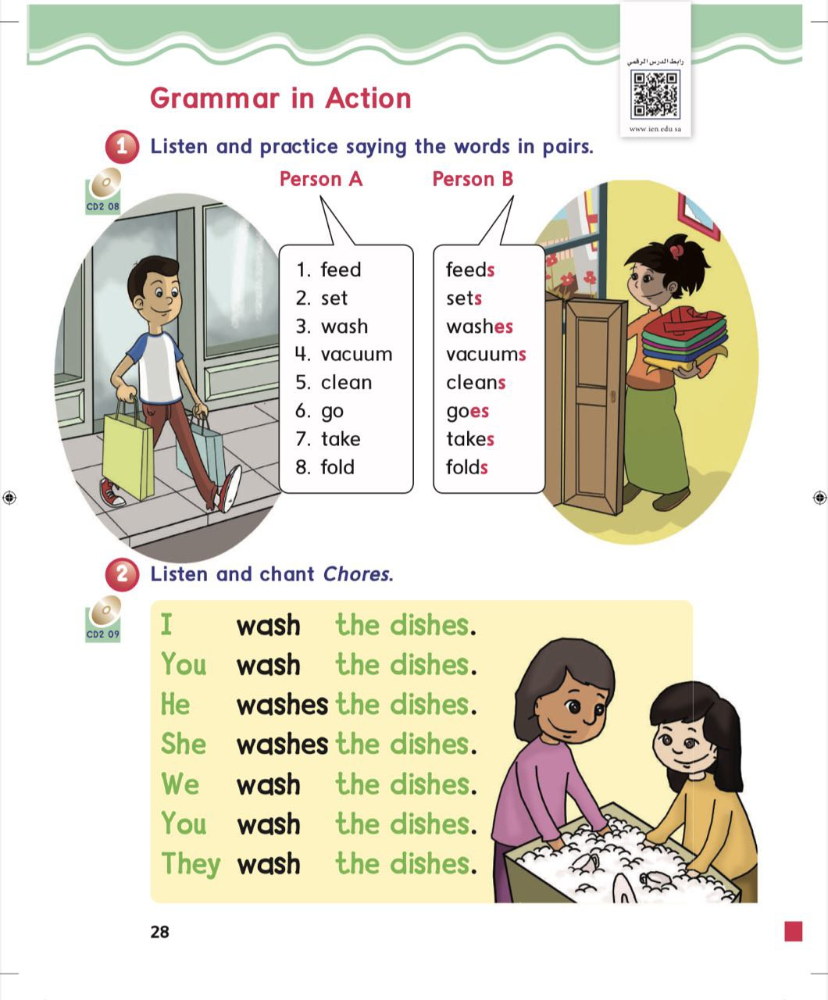 رابط الدرس الرقمي
www.ien.edu.sa
Grammar in Action
1 Listen and practice saying the words in pairs.
CD2 08
Person A
Person B
1. feed
2. set
3. wash
4. vacuum
5. clean
6. go
7. take
8. fold
feeds
sets
washes
vacuums
cleans
goes
takes
folds
2 Listen and chant Chores.
CD2 09
I wash the dishes.
You wash the dishes.
He washes the dishes.
She washes the dishes.
We wash the dishes.
You wash the dishes.
They wash the dishes.
28